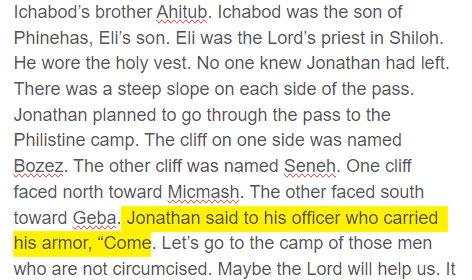 Ichabod’s brother Ahitub. Ichabod was the son of
Phinehas, Eli’s son. Eli was the Lord’s priest in Shiloh.
He wore the holy vest. No one knew Jonathan had left.
There was a steep slope on each side of the pass.
Jonathan planned to go through the pass to the
Philistine camp. The cliff on one side was named
Bozez. The other cliff was named Seneh. One cliff
faced north toward Micmash. The other faced south
toward Geba. Jonathan said to his officer who carried
his armor, “Come. Let’s go to the camp of those men
who are not circumcised. Maybe the Lord will help us. It